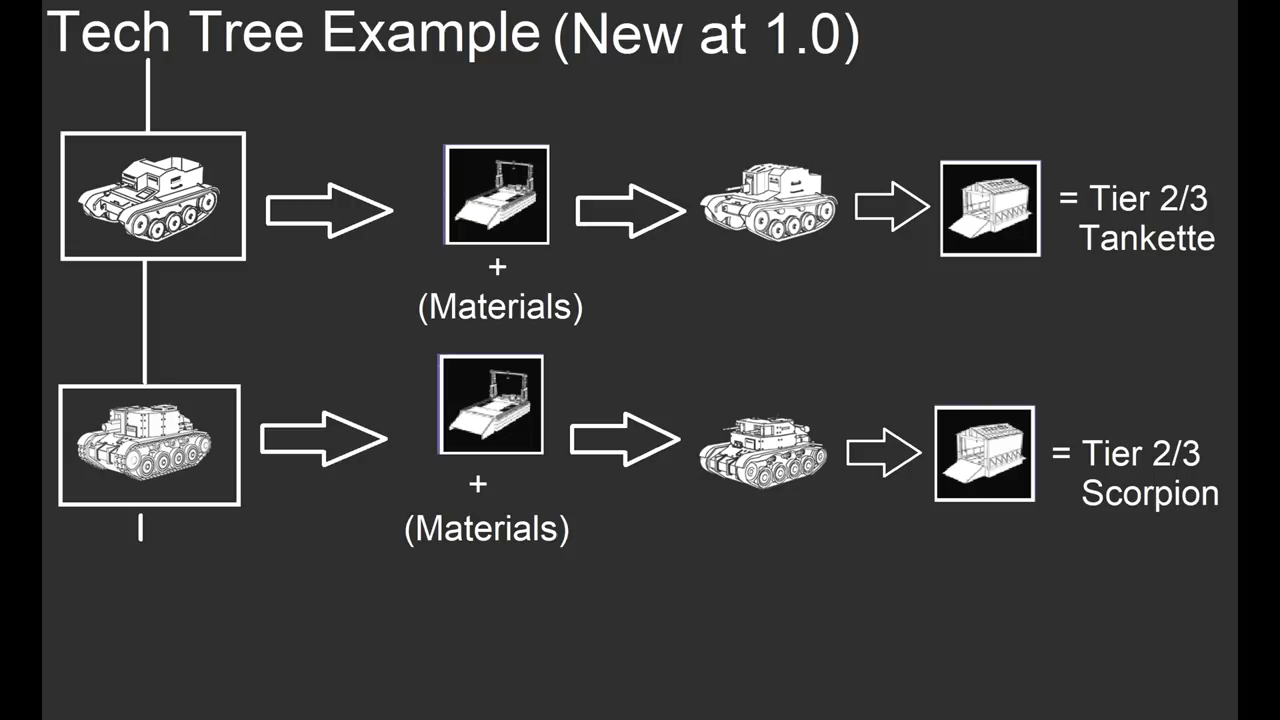 Tech Tree Example (New at 1.0)
+
(Materials)
= Tier 2/3
Tankette
+
(Materials)
= Tier 2/3
Scorpion